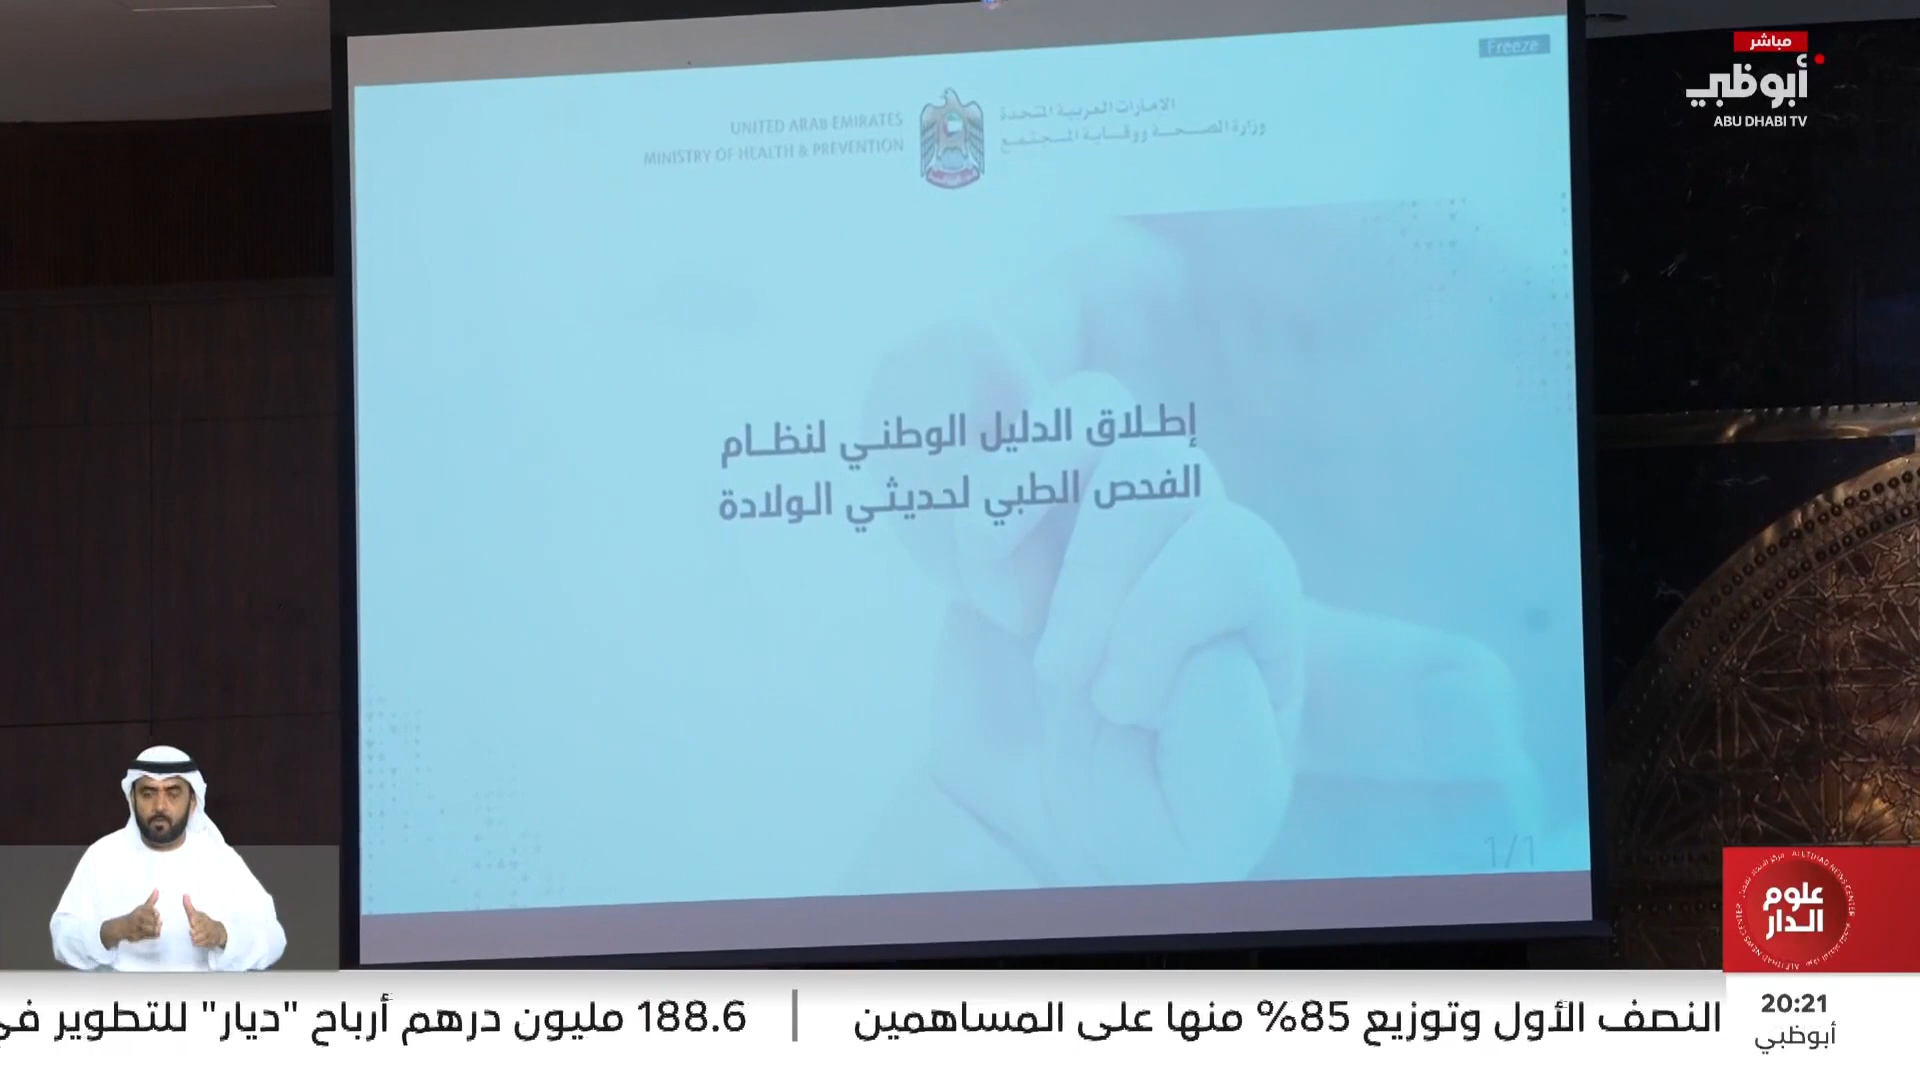 مباشر
أبوظبي
ABU DHABI TV
Freeze
UNITED ARAB EMIRATES
MINISTRY OF HEALTH & PREVENTION
الإمارات العربية المتحدة
وزارة الصحة ووقاية المجتمع
إطلاق الدليل الوطني لنظام
الفحص الطبي لحديثي الولادة
1/1
علوم
الدار
النصف الأول وتوزيع 85% منها على المساهمين | 188.6 مليون درهم أرباح "ديار" للتطوير في
20:21
أبوظبي